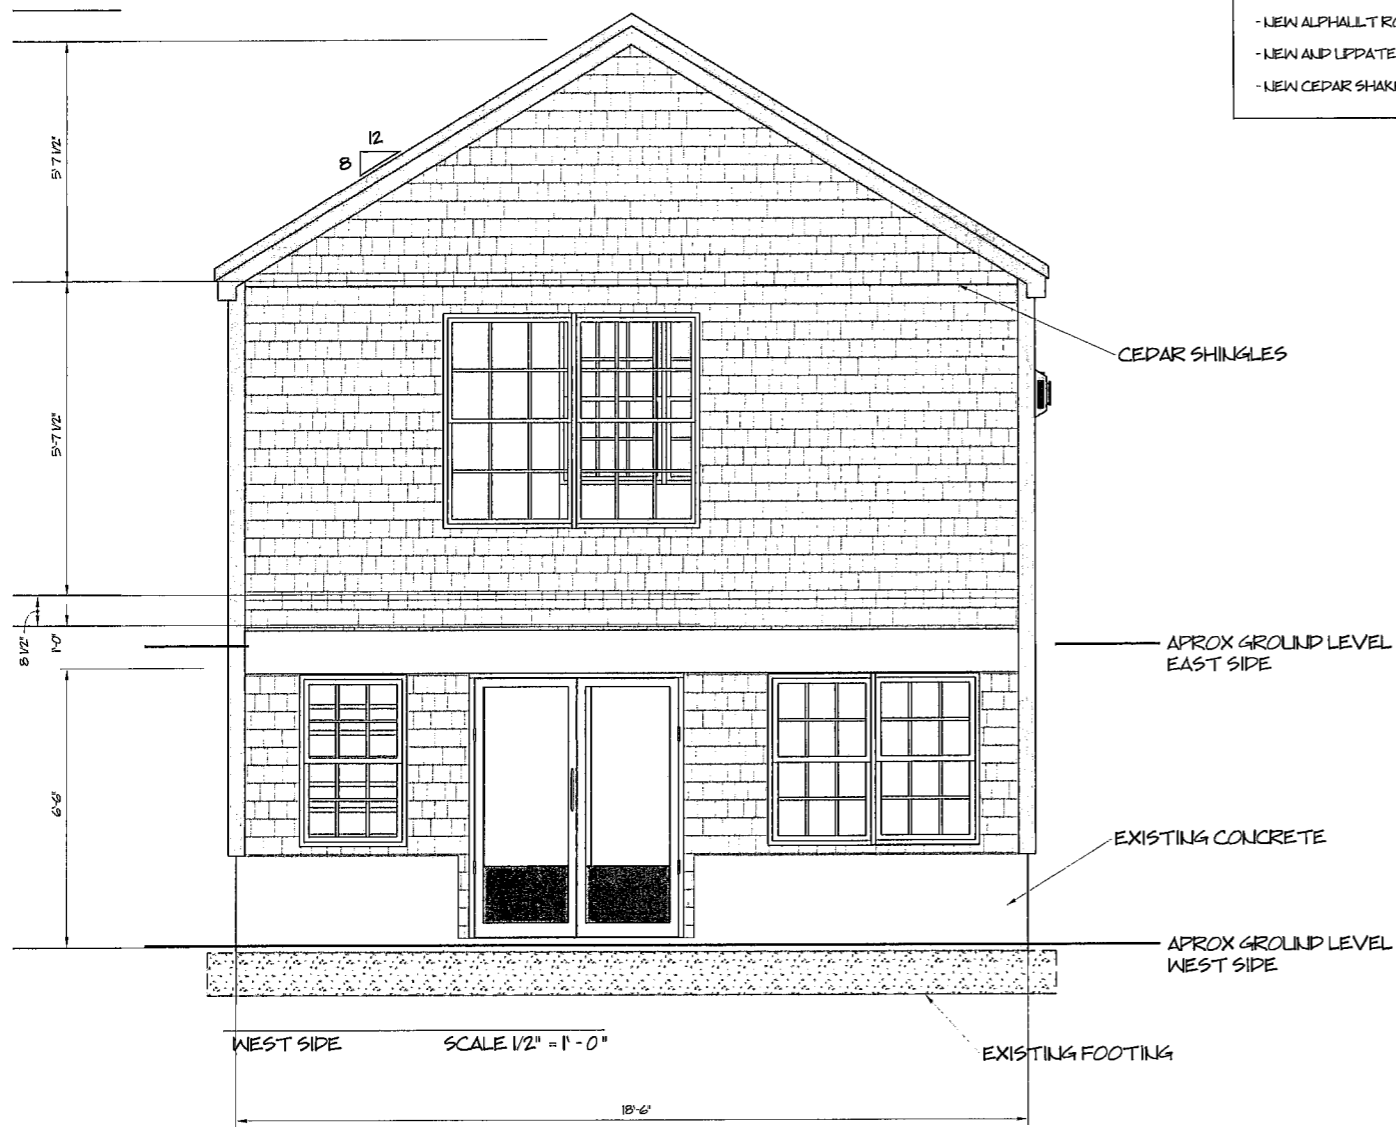 - NEW ALPHAULT
- NEW AND UPDATE
- NEW CEDAR
12
8
5'-7 1/2"
5'-7 1/2"
CEDAR SHINGLES
8 1/2"
1'-0"
APROX GROUND LEVEL
EAST SIDE
6'-6"
EXISTING CONCRETE
APROX GROUND LEVEL
WEST SIDE
WEST SIDE SCALE 1/2" = 1' - 0"
EXISTING FOOTING
18'-6"